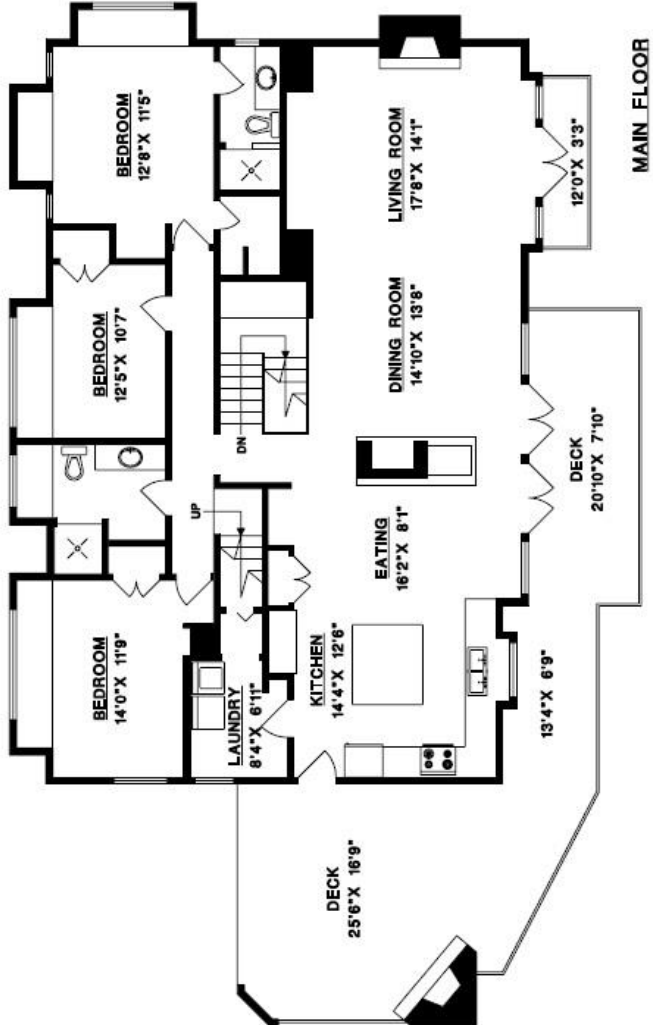 BEDROOM
12'8"X 11'5"
LIVING ROOM
17'8"X 14'1"
12'0"X 3'3"
MAIN FLOOR
BEDROOM
12'5"X 10'7"
DINING ROOM
14'10"X 13'8"
DN
DECK
20'10"X 7'10"
UP
EATING
16'2"X 8'1"
BEDROOM
14'0"X 11'9"
LAUNDRY
8'4"X 6'11"
KITCHEN
14'4"X 12'6"
13'4"X 6'9"
DECK
25'6"X 16'9"